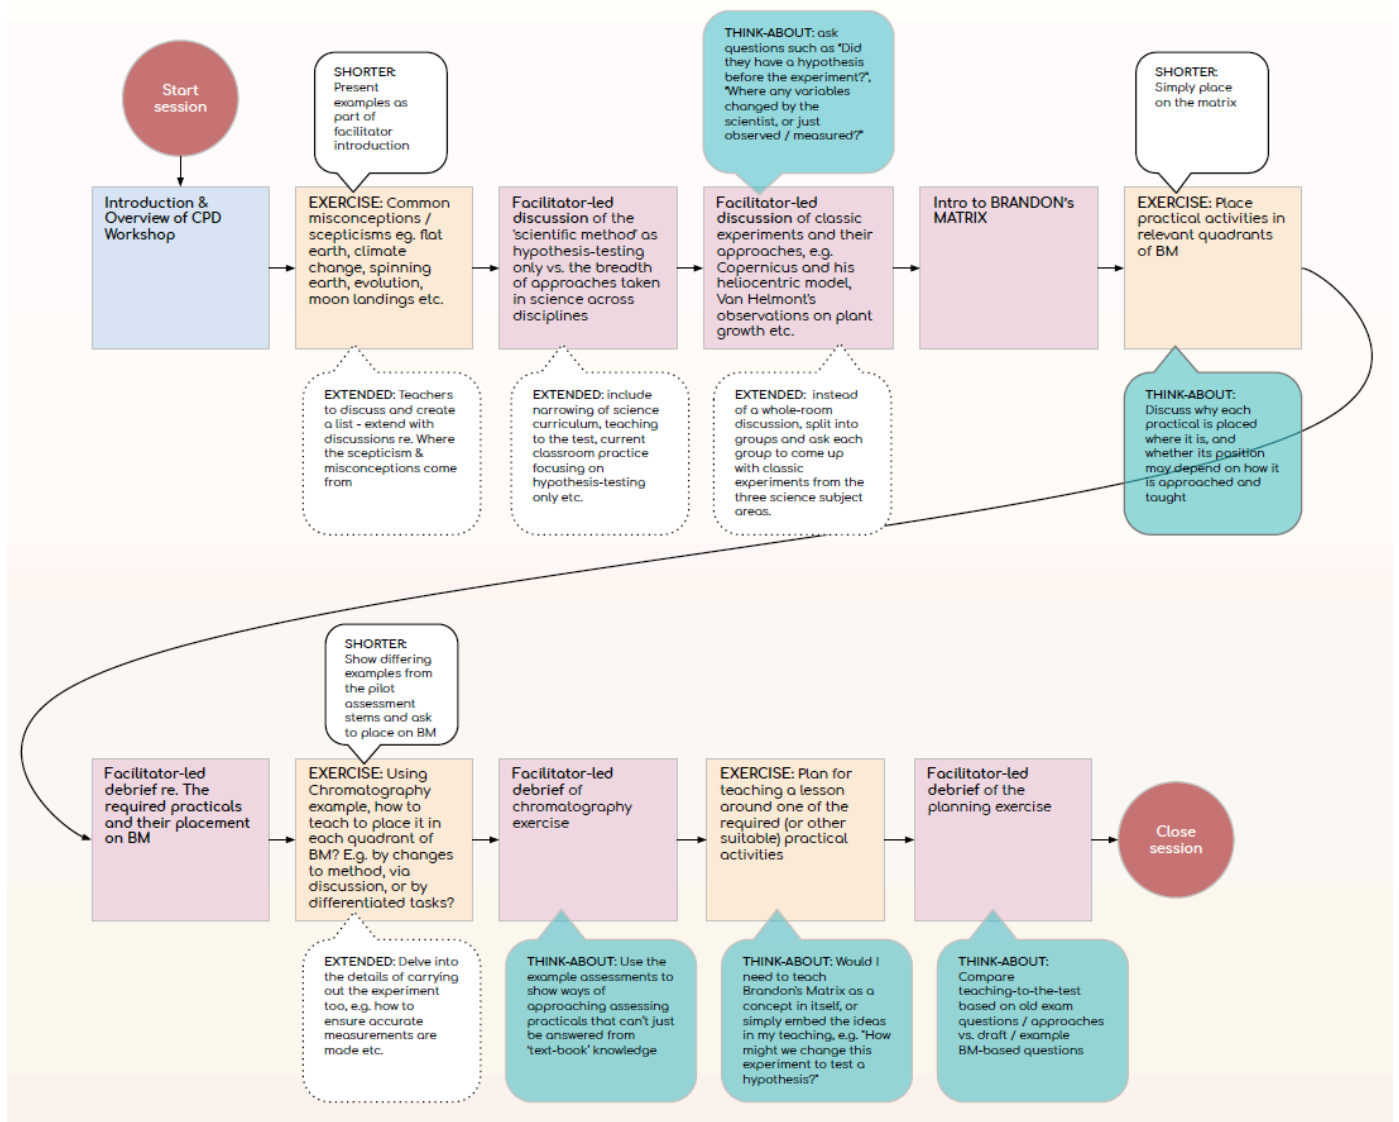 Start
session
SHORTER:
Present
examples as
part of
facilitator
introduction
THINK-ABOUT: ask
questions such as "Did
they have a hypothesis
before the experiment?",
"Where any variables
changed by the
scientist, or just
observed / measured?"
SHORTER:
Simply place
on the matrix
Introduction &
Overview of CPD
Workshop
EXERCISE: Common
misconceptions /
scepticisms eg. flat
earth, climate
change, spinning
earth, evolution,
moon landings etc.
Facilitator-led
discussion of the
'scientific method' as
hypothesis-testing
only vs. the breadth
of approaches taken
in science across
disciplines
Facilitator-led
discussion of classic
experiments and their
approaches, e.g.
Copernicus and his
heliocentric model,
Van Helmont's
observations on plant
growth etc.
Intro to BRANDON's
MATRIX
EXERCISE: Place
practical activities in
relevant quadrants
of BM
EXTENDED: Teachers
to discuss and create
a list - extend with
discussions re. Where
the scepticism &
misconceptions come
from
EXTENDED: include
narrowing of science
curriculum, teaching
to the test, current
classroom practice
focusing on
hypothesis-testing
only etc.
EXTENDED: instead
of a whole-room
discussion, split into
groups and ask each
group to come up
with classic
experiments from the
three science subject
areas.
THINK-ABOUT:
Discuss why each
practical is placed
where it is, and
whether its position
may depend on how it
is approached and
taught
SHORTER:
Show differing
examples from
the pilot
assessment
stems and ask
to place on BM
Facilitator-led
debrief re. The
required practicals
and their placement
on BM
EXERCISE: Using
Chromatography
example, how to
teach to place it in
each quadrant of
BM? E.g. by changes
to method, via
discussion, or by
differentiated tasks?
Facilitator-led
debrief of
chromatography
exercise
EXERCISE: Plan for
teaching a lesson
around one of the
required (or other
suitable) practical
activities
Facilitator-led
debrief of the
planning exercise
Close
session
EXTENDED: Delve into
the details of carrying
out the experiment
too, e.g. how to
ensure accurate
measurements are
made etc.
THINK-ABOUT: Use the
example assessments to
show ways of
approaching assessing
practicals that can't just
be answered from
'text-book' knowledge
THINK-ABOUT: Would I
need to teach
Brandon's Matrix as a
concept in itself, or
simply embed the ideas
in my teaching, e.g. "How
might we change this
experiment to test a
hypothesis?"
THINK-ABOUT:
Compare
teaching-to-the-test
based on old exam
questions / approaches
vs. draft / example
BM-based questions